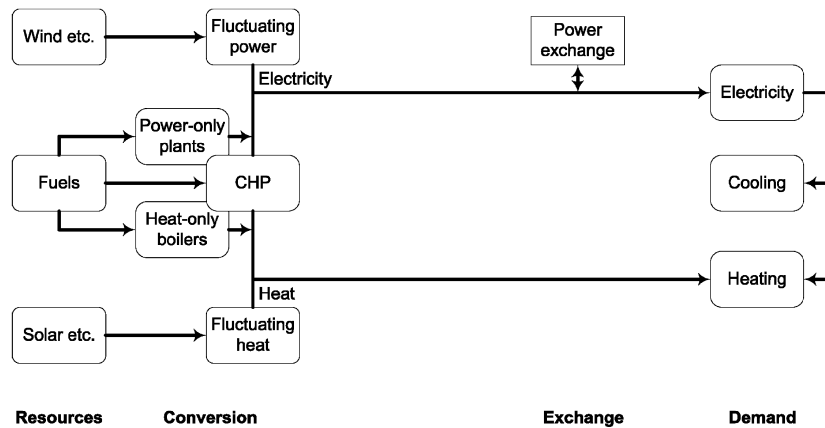 Wind etc.
Fluctuating
power
Power
exchange
Electricity
Electricity
Power-only
plants
Fuels
CHP
Cooling
Heat-only
boilers
Heating
Heat
Solar etc.
Fluctuating
heat
Resources
Conversion
Exchange
Demand